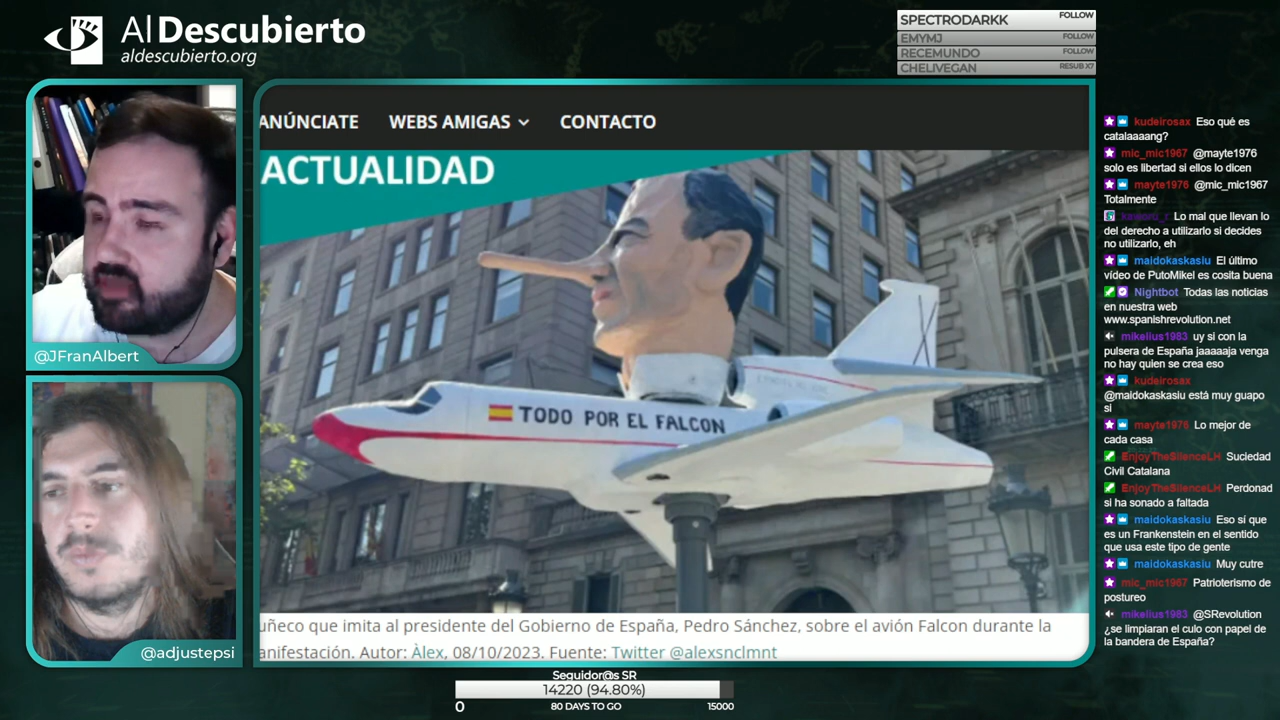 Al Descubierto
aldescubierto.org
SPECTRODARKK FOLLOW
EMYMJ FOLLOW
RECEMUNDO FOLLOW
CHELIVEGAN RESUB X7
ANÚNCIATE WEBS AMIGAS CONTACTO
ACTUALIDAD
TODO POR EL FALCON
uñeco que imita al presidente del Gobierno de España, Pedro Sánchez, sobre el avión Falcon durante la
anifestación. Autor: Àlex, 08/10/2023. Fuente: Twitter @alexsnclmnt
@JFranAlbert
@adjustepsi
kudeirosax Eso qué es
catalaaaang?
mic_mic1967 @mayte1976
solo es libertad si ellos lo dicen
mayte1976 @mic_mic1967
Totalmente
Lo mal que llevan lo
del derecho a utilizarlo si decides
no utilizarlo, eh
maidokaskasiu El último
vídeo de PutoMikel es cosita buena
Nightbot Todas las noticias
en nuestra web
www.spanishrevolution.net
mikelius1983 uy si con la
pulsera de España jaaaaaja venga
no hay quien se crea eso
kudeirosax
@maidokaskasiu está muy guapo
si
mayte1976 Lo mejor de
cada casa
EnjoyTheSilenceLH Suciedad
Civil Catalana
EnjoyTheSilenceLH Perdonad
si ha sonado a faltada
maidokaskasiu Eso sí que
es un Frankenstein en el sentido
que usa este tipo de gente
maidokaskasiu Muy cutre
mic_mic1967 Patrioterismo de
postureo
mikelius1983 @SRevolution
¿se limpiaran el culo con papel de
la bandera de España?
Seguidor@s SR
14220 (94.80%)
0 80 DAYS TO GO 15000